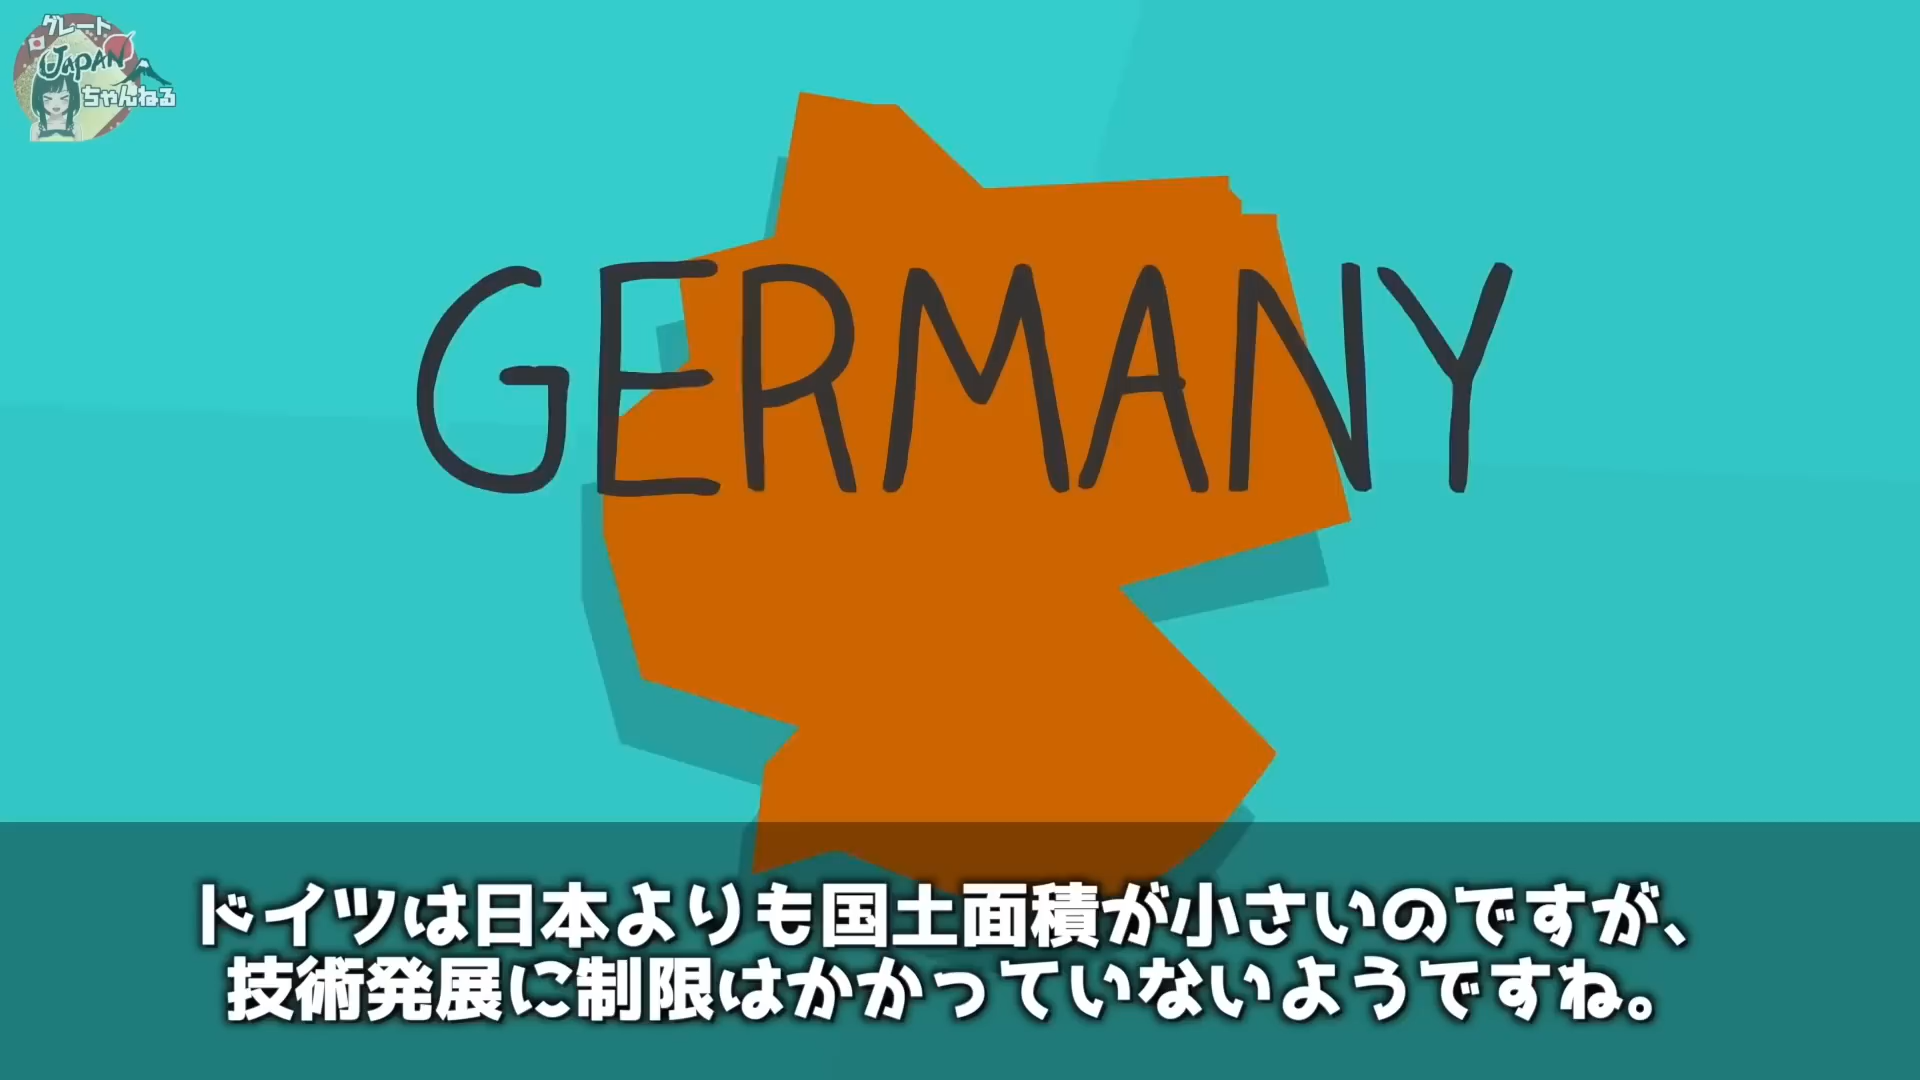 グレート
JAPAN
ちゃんねる
GERMANY
ドイツは日本よりも国土面積が小さいのですが、
技術発展に制限はかかっていないようですね。